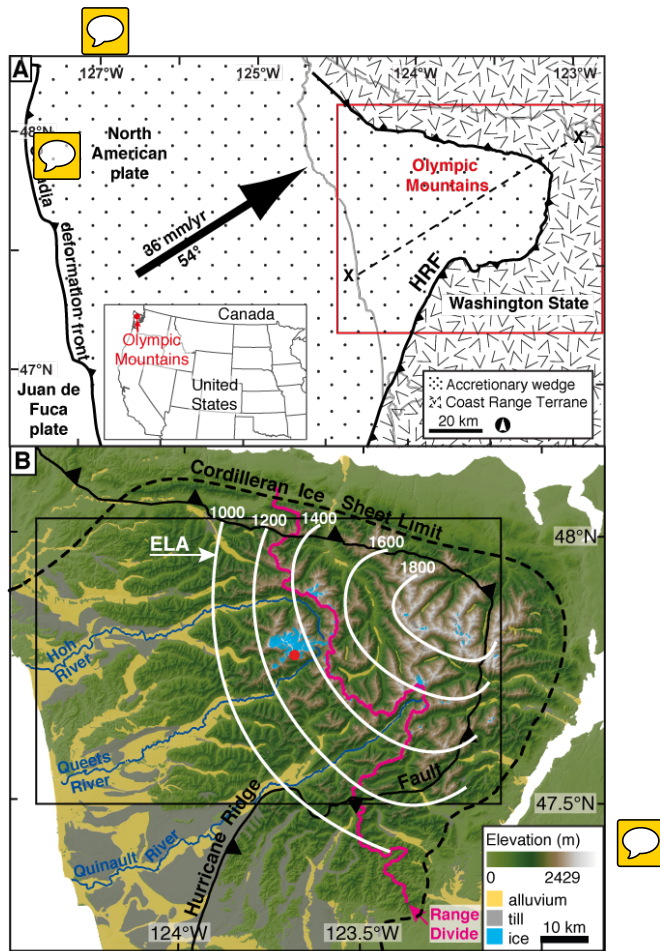 A
127°W
125°W
124°W
123°W
48°N
North
American
plate
deformation front
36 mm/yr
54°
Olympic
Mountains
X
X
HRF
Washington State
Canada
Olympic
Mountains
United
States
47°N
Juan de
Fuca
plate
Accretionary wedge
Coast Range Terrane
20 km
B
Cordilleran Ice Sheet Limit
1000
1200
1400
1600
1800
ELA
48°N
Hoh
River
Queets
River
Quinault River
Hurricane Ridge
Fault
47.5°N
Elevation (m)
0
2429
alluvium
till
ice
10 km
Range
Divide
124°W
123.5°W